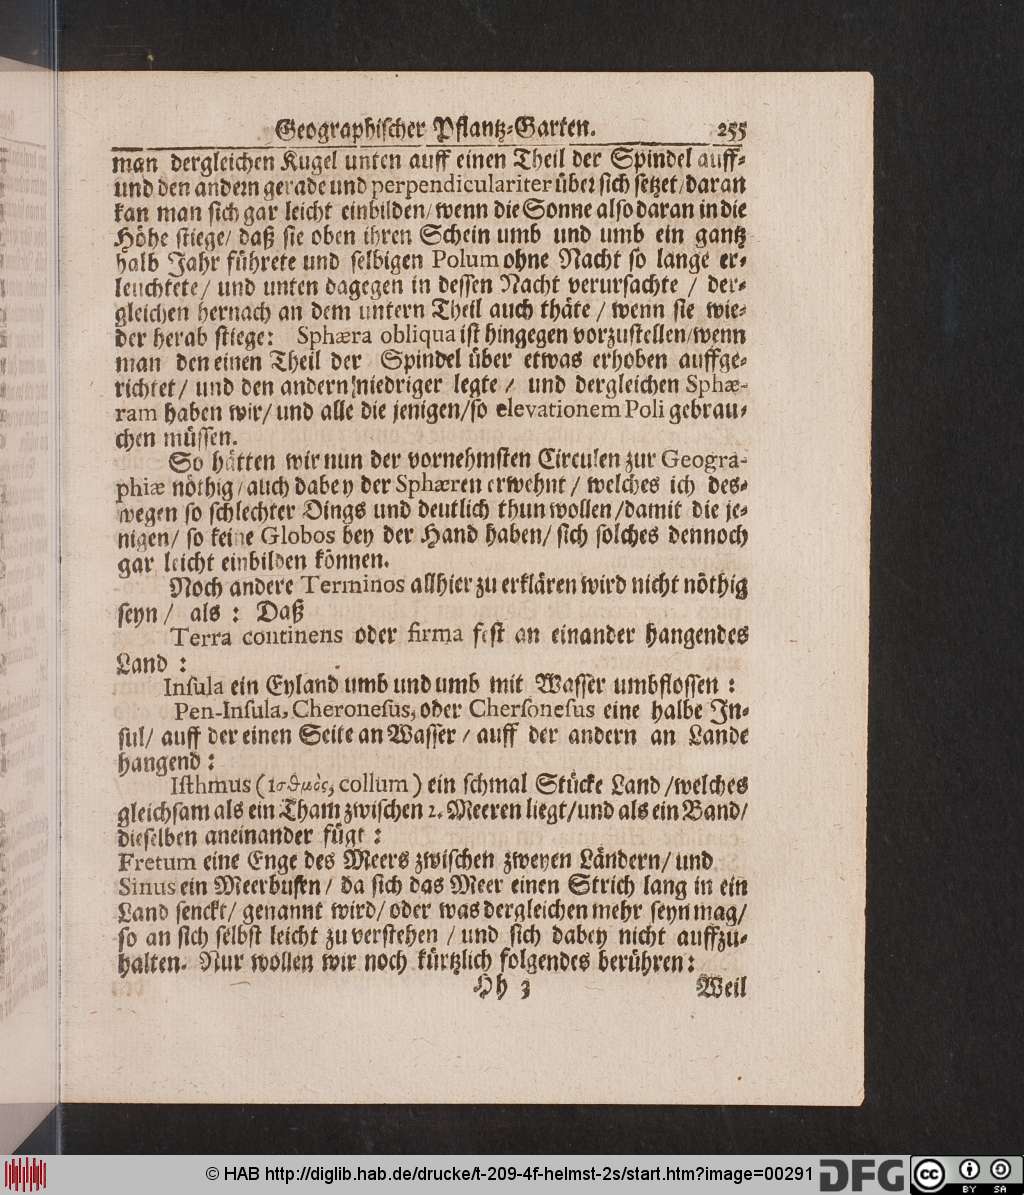 Geographischer Pflantz-Garten. 255
man dergleichen Kugel unten auff einen Theil der Spindel auff-
und den andern gerade und perpendiculariter über sich setzet/ daran
kan man sich gar leicht einbilden/ wenn die Sonne also daran in die
Höhe stiege/ daß sie oben ihren Schein umb und umb ein gantz
halb Jahr führete und selbigen Polum ohne Nacht so lange er-
leuchtete/ und unten dagegen in dessen Nacht verursachte / der-
gleichen hernach an dem untern Theil auch thäte / wenn sie wie-
der herab stiege: Sphæra obliqua ist hingegen vorzustellen/wenn
man den einen Theil der Spindel über etwas erhoben auffge-
richtet/ und den andern niedriger legte / und dergleichen Sphæ-
ram haben wir/ und alle die jenigen/so elevationem Poli gebrau-
chen müssen.
So hätten wir nun der vornehmsten Circulen zur Geogra-
phiæ nöthig/ auch dabey der Sphæren erwehnt / welches ich des-
wegen so schlechter Dings und deutlich thun wollen /damit die je-
nigen/ so keine Globos bey der Hand haben/ sich solches dennoch
gar leicht einbilden können.
Noch andere Terminos allhier zu erklären wird nicht nöthig
seyn / als : Daß
Terra continens oder firma fest an einander hangendes
Land :
Insula ein Eyland umb und umb mit Wasser umbflossen :
Pen-Insula, Cheronesus, oder Chersonesus eine halbe In-
sul/ auff der einen Seite an Wasser / auff der andern an Lande
hangend :
Isthmus (ισθμὸς, collum) ein schmal Stücke Land /welches
gleichsam als ein Tham zwischen 2. Meeren liegt/und als ein Band/
dieselben aneinander fügt :
Fretum eine Enge des Meers zwischen zweyen Ländern/ und
Sinus ein Meerbusen / da sich das Meer einen Strich lang in ein
Land senckt/ genannt wird/ oder was dergleichen mehr seyn mag/
so an sich selbst leicht zu verstehen / und sich dabey nicht auffzu-
halten. Nur wollen wir noch kürtzlich folgendes berühren:
Hh 3 Weil
© HAB http://diglib.hab.de/drucke/t-209-4f-helmst-2s/start.htm?image=00291 DFG cc BY SA